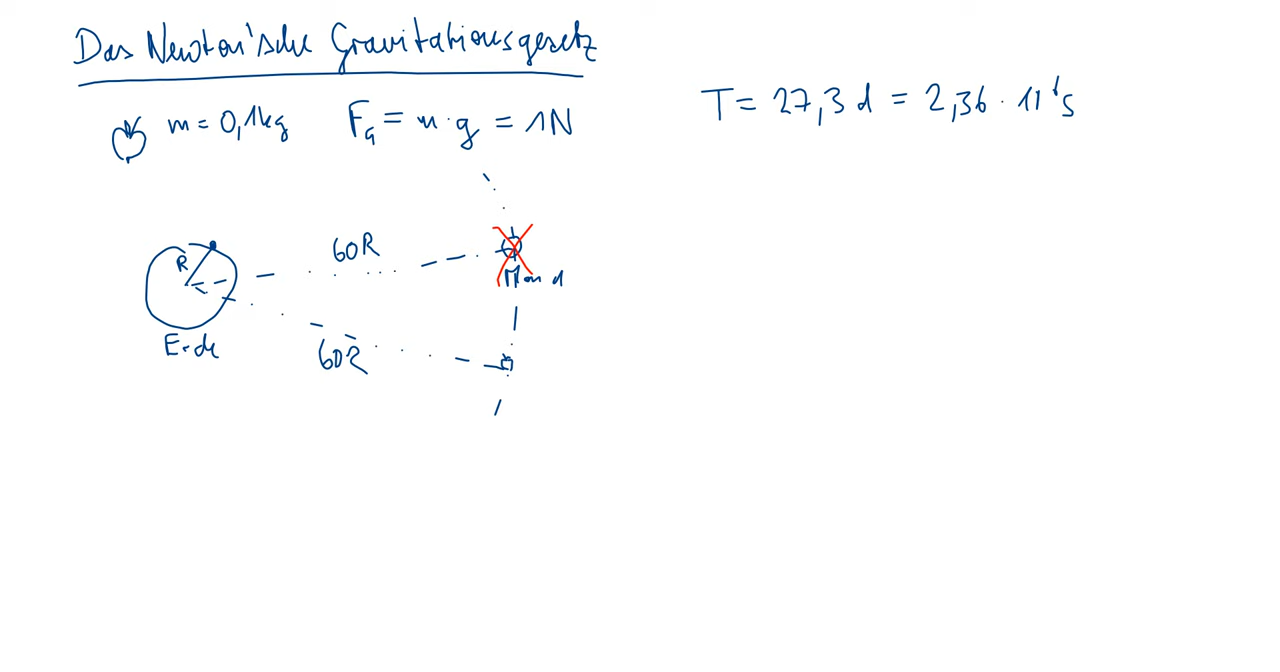 Das Newton'sche Gravitationsgesetz
m = 0,1kg F_G = m · g = 1N
T = 27,3 d = 2,36 · 10⁶ s
60R
R
Mond
Erde
60R